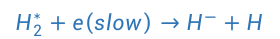 H₂* + e(slow) → H⁻ + H